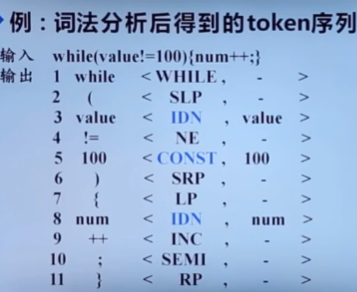 例：词法分析后得到的token序列
输入 while(value!=100){num++;}
输出 1 while < WHILE , - >
2 ( < SLP , - >
3 value < IDN , value >
4 != < NE , - >
5 100 < CONST , 100 >
6 ) < SRP , - >
7 { < LP , - >
8 num < IDN , num >
9 ++ < INC , - >
10 ; < SEMI , - >
11 } < RP , - >